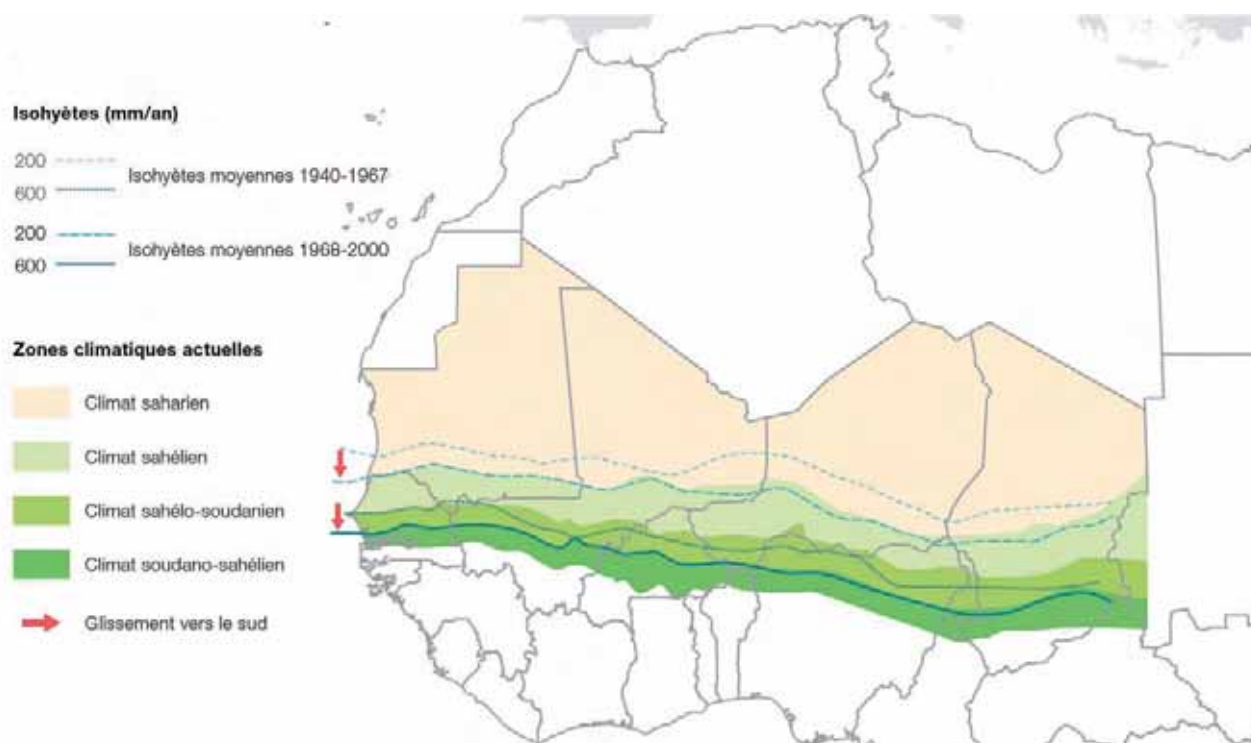 Isohyètes (mm/an)
200
Isohyètes moyennes 1940-1967
600
200
Isohyètes moyennes 1968-2000
600
Zones climatiques actuelles
Climat saharien
Climat sahélien
Climat sahélo-soudanien
Climat soudano-sahélien
Glissement vers le sud